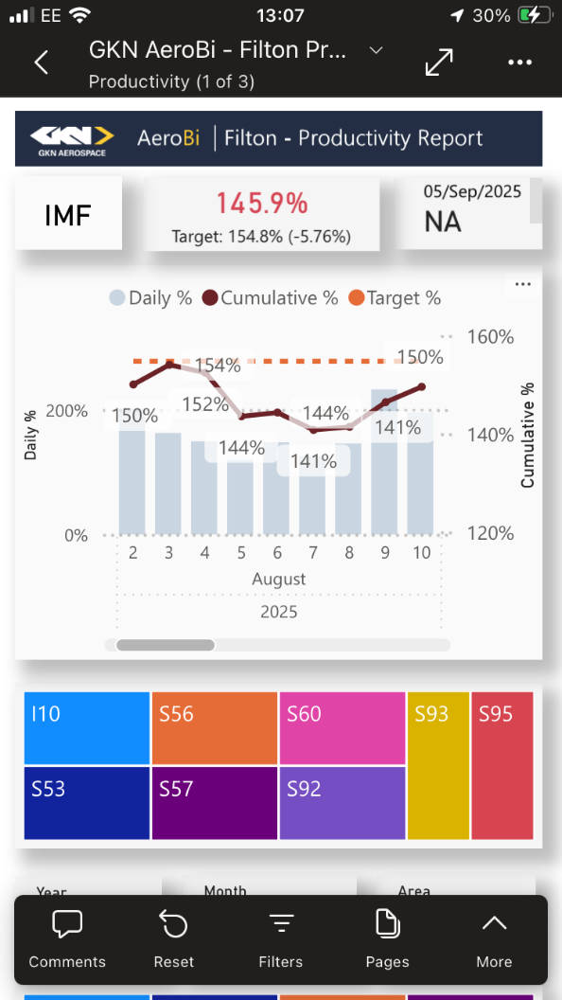 EE 13:07 30%
GKN AeroBi - Filton Pr...
Productivity (1 of 3)
GKN AEROSPACE
AeroBi | Filton - Productivity Report
IMF
145.9%
Target: 154.8% (-5.76%)
05/Sep/2025
NA
Daily % Cumulative % Target %
160%
150%
154%
152%
200%
150%
144%
141%
140%
144%
141%
0%
120%
Daily %
Cumulative %
2 3 4 5 6 7 8 9 10
August
2025
I10 S56 S60 S93 S95
S53 S57 S92
Year Month Area
Comments Reset Filters Pages More